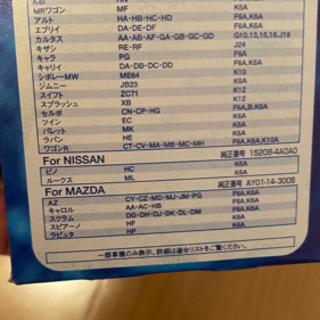 Kei K6A
MRワゴン MF K6A
アルト HA・HB・HC・HD F6A,K6A
エブリイ DA・DE・DF F6A,K6A
カルタス AA・AB・AF・GA・GB・GC・GD G10,13,15,16,J18
キザシ RE・RF J24
キャラ PG F6A
キャリイ DA・DB・DC・DD F6A,K6A
シボレーMW ME64 K10
ジムニー JB23 K6A
スイフト ZC71 K12
スプラッシュ XB K12
セルボ CN・CP・HG F6A,B,K6A
ツイン EC K6A
パレット MK K6A
ラパン HE K6A
ワゴンR CT・CV・MA・MB・MC・MH F6A,K6A,K10A
For NISSAN 純正番号 15208-4A0A0
ピノ HC K6A
ルークス ML K6A
For MAZDA 純正番号 AY01-14-300B
AZ CY・CZ・MD・MJ・JM・PG F6A,K6A
キャロル AA・AC・HB F6A,K6A
スクラム DG・DH・DJ・DK・DL・DM F6A,K6A
スピアーノ HF F6A,K6A
ラピュタ HP K6A
一部車種のみ表示。詳細は適合リストをご覧ください。